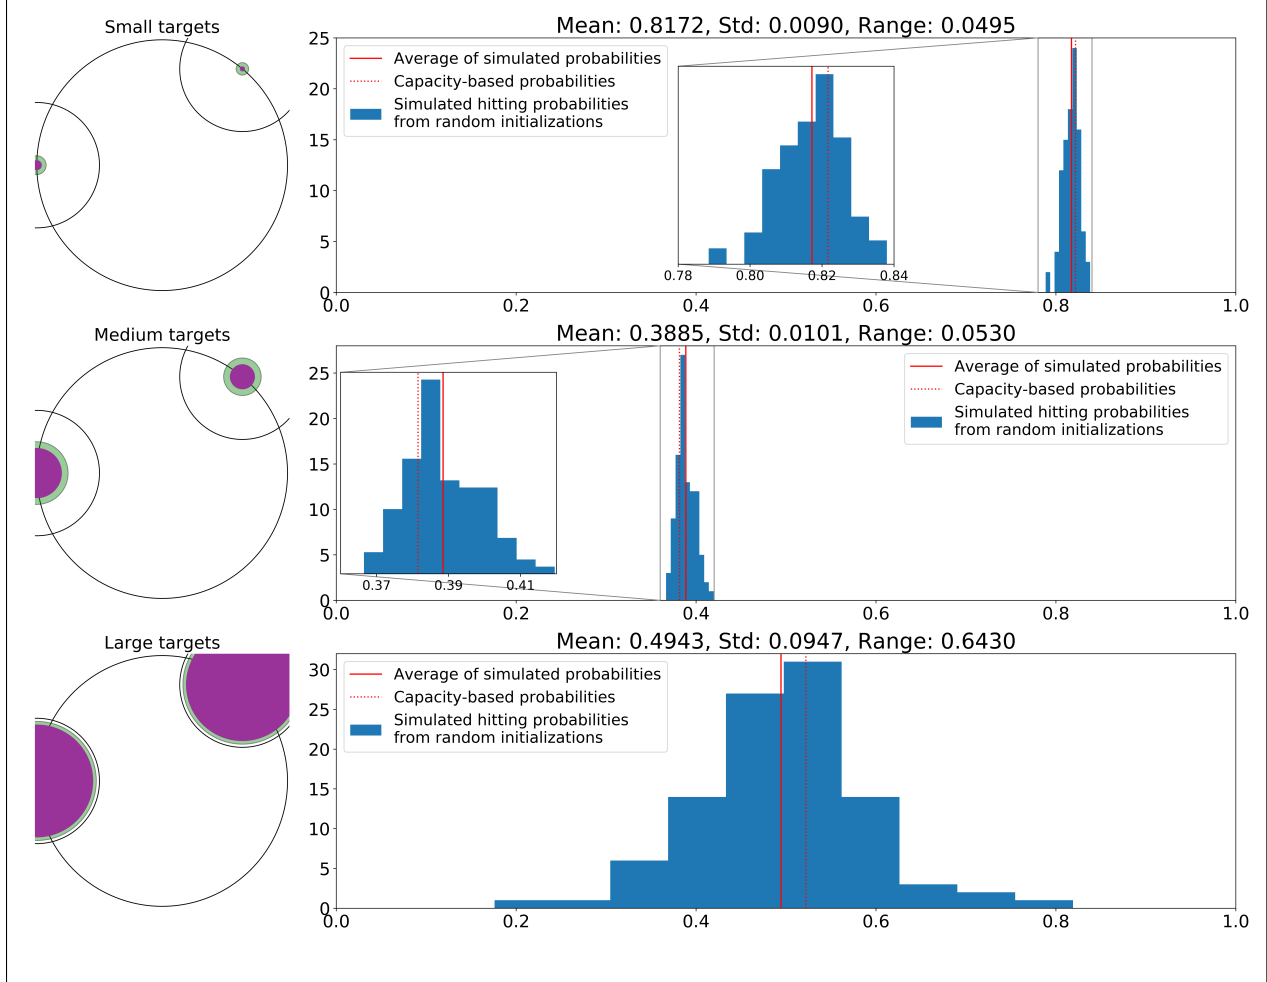 Small targets
Mean: 0.8172, Std: 0.0090, Range: 0.0495
Average of simulated probabilities
Capacity-based probabilities
Simulated hitting probabilities
from random initializations
25
20
15
10
5
0
0.78 0.80 0.82 0.84
0.0 0.2 0.4 0.6 0.8 1.0
Medium targets
Mean: 0.3885, Std: 0.0101, Range: 0.0530
Average of simulated probabilities
Capacity-based probabilities
Simulated hitting probabilities
from random initializations
25
20
15
10
5
0
0.37 0.39 0.41
0.0 0.2 0.4 0.6 0.8 1.0
Large targets
Mean: 0.4943, Std: 0.0947, Range: 0.6430
Average of simulated probabilities
Capacity-based probabilities
Simulated hitting probabilities
from random initializations
30
25
20
15
10
5
0
0.0 0.2 0.4 0.6 0.8 1.0